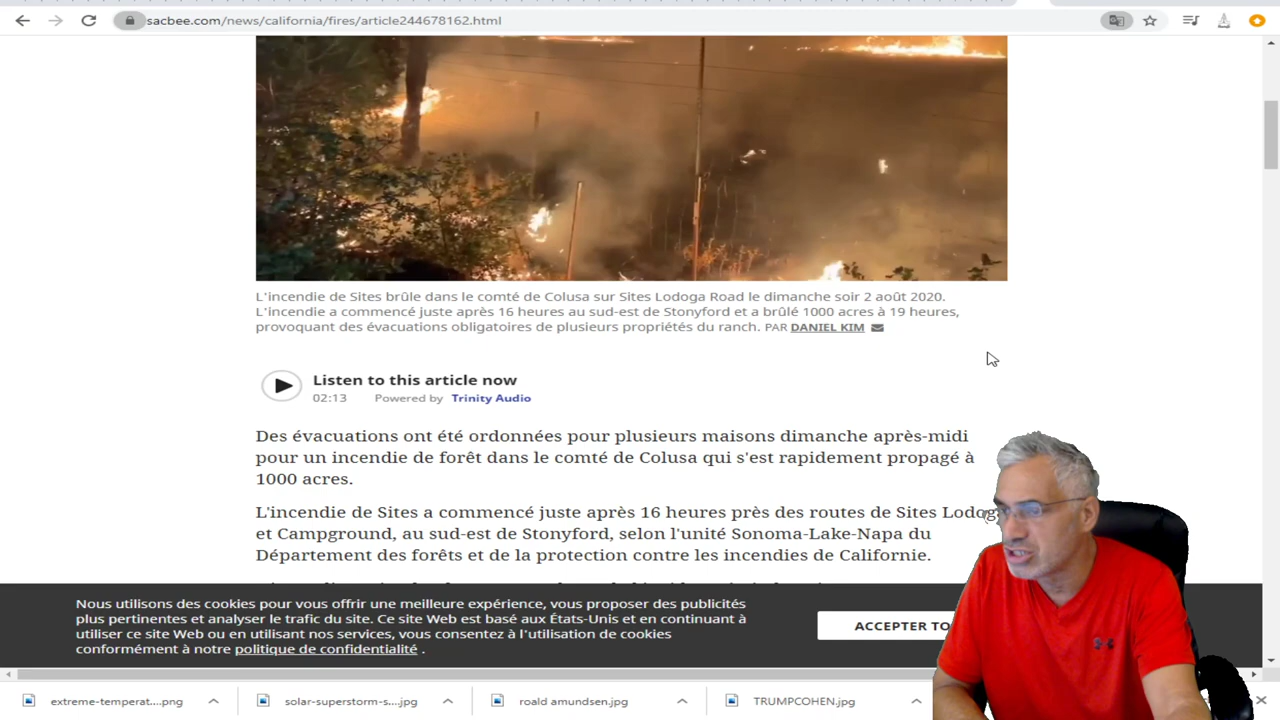 sacbee.com/news/california/fires/article244678162.html
L'incendie de Sites brûle dans le comté de Colusa sur Sites Lodoga Road le dimanche soir 2 août 2020.
L'incendie a commencé juste après 16 heures au sud-est de Stonyford et a brûlé 1000 acres à 19 heures,
provoquant des évacuations obligatoires de plusieurs propriétés du ranch. PAR DANIEL KIM
Listen to this article now
02:13 Powered by Trinity Audio
Des évacuations ont été ordonnées pour plusieurs maisons dimanche après-midi
pour un incendie de forêt dans le comté de Colusa qui s'est rapidement propagé à
1000 acres.
L'incendie de Sites a commencé juste après 16 heures près des routes de Sites Lodoga
et Campground, au sud-est de Stonyford, selon l'unité Sonoma-Lake-Napa du
Département des forêts et de la protection contre les incendies de Californie.
Nous utilisons des cookies pour vous offrir une meilleure expérience, vous proposer des publicités
plus pertinentes et analyser le trafic du site. Ce site Web est basé aux États-Unis et en continuant à
utiliser ce site Web ou en utilisant nos services, vous consentez à l'utilisation de cookies
conformément à notre politique de confidentialité .
ACCEPTER TO
extreme-temperat....png
solar-superstorm-s....jpg
roald amundsen.jpg
TRUMPCOHEN.jpg